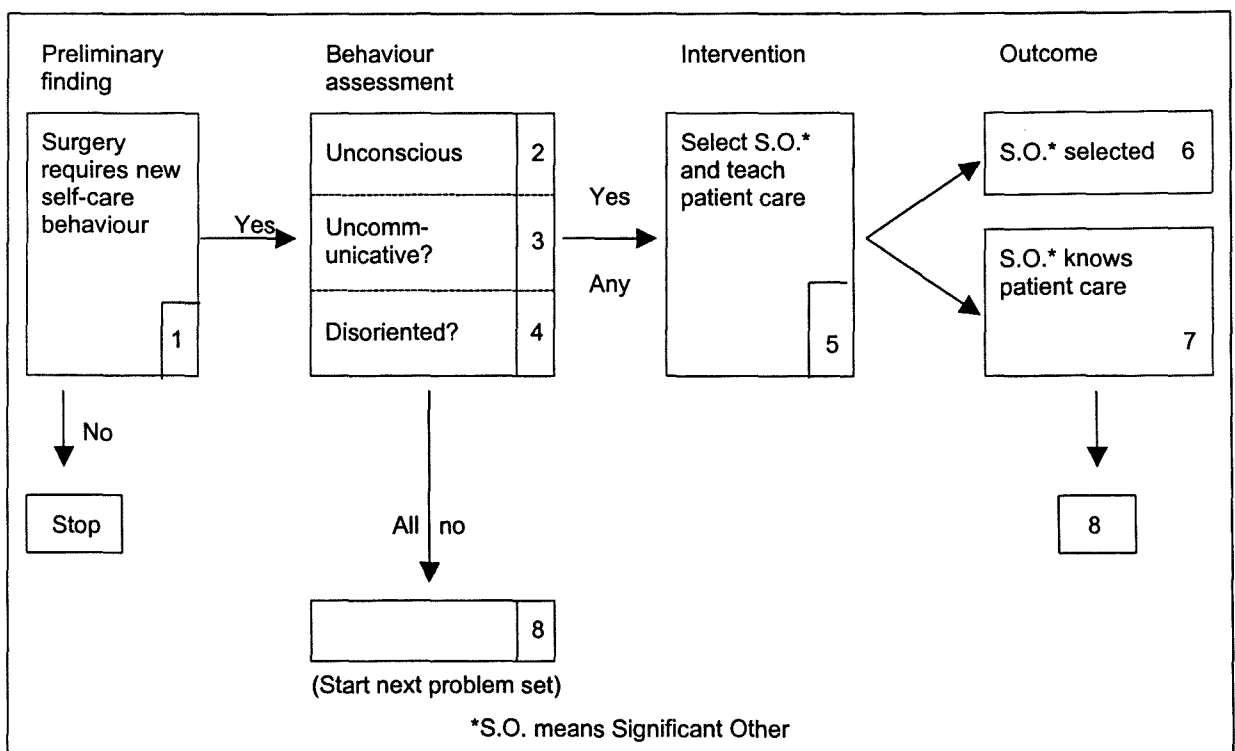 Preliminary
finding
Behaviour
assessment
Intervention
Outcome
Surgery
requires new
self-care
behaviour
1
Yes
Unconscious
2
Uncomm-
unicative?
3
Disoriented?
4
Yes
Any
Select S.O.*
and teach
patient care
5
S.O.* selected 6
S.O.* knows
patient care
7
No
Stop
All no
8
(Start next problem set)
8
*S.O. means Significant Other